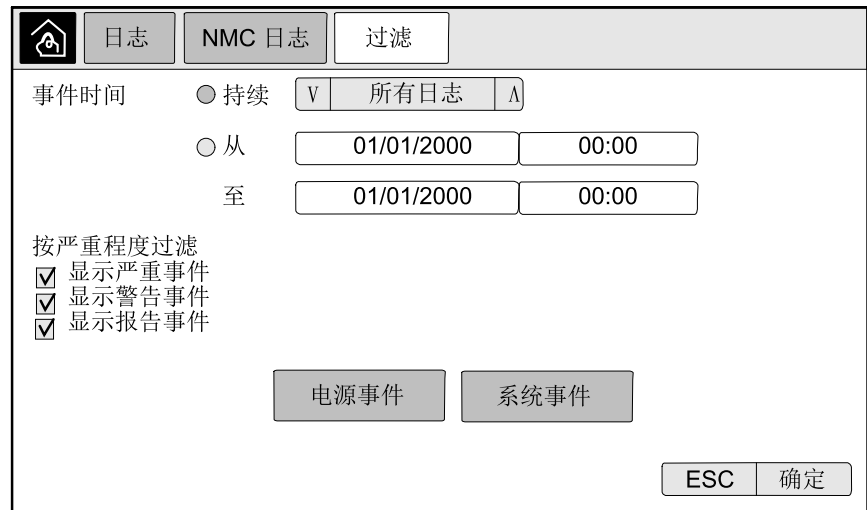 日志 NMC 日志 过滤
事件时间 持续 V 所有日志 Λ
从 01/01/2000 00:00
至 01/01/2000 00:00
按严重程度过滤
显示严重事件
显示警告事件
显示报告事件
电源事件 系统事件
ESC 确定